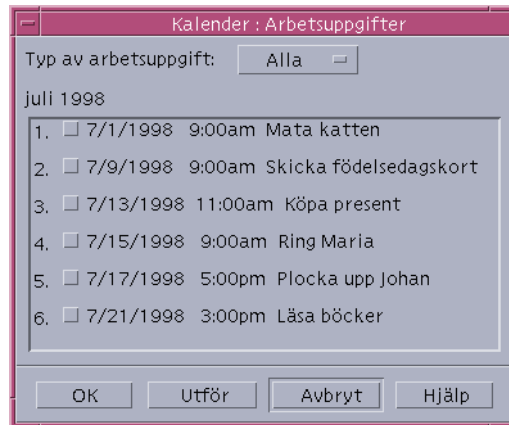 Kalender : Arbetsuppgifter
Typ av arbetsuppgift: Alla
juli 1998
1. 7/1/1998 9:00am Mata katten
2. 7/9/1998 9:00am Skicka födelsedagskort
3. 7/13/1998 11:00am Köpa present
4. 7/15/1998 9:00am Ring Maria
5. 7/17/1998 5:00pm Plocka upp Johan
6. 7/21/1998 3:00pm Läsa böcker
OK Utför Avbryt Hjälp